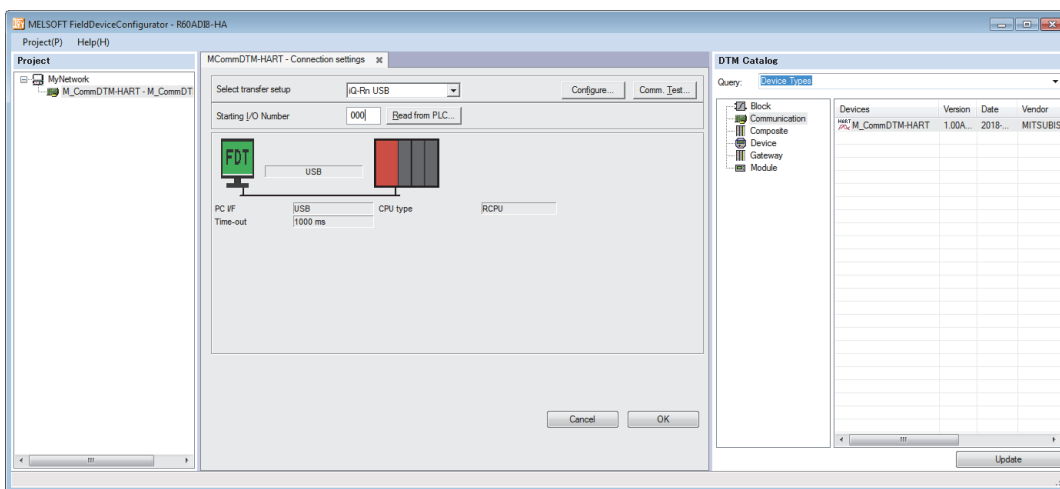 MELSOFT FieldDeviceConfigurator - R60ADI8-HA
Project(P) Help(H)
Project
MyNetwork
M_CommDTM-HART - M_CommDT
MCommDTM-HART - Connection settings
Select transfer setup
iQ-Rn USB
Configure...
Comm. Test...
Starting I/O Number
000
Read from PLC...
FDT
USB
PC I/F
USB
CPU type
RCPU
Time-out
1000 ms
Cancel
OK
DTM Catalog
Query:
Device Types
Block
Communication
Composite
Device
Gateway
Module
Devices Version Date Vendor
HART M_CommDTM-HART 1.00A... 2018-... MITSUBIS
Update